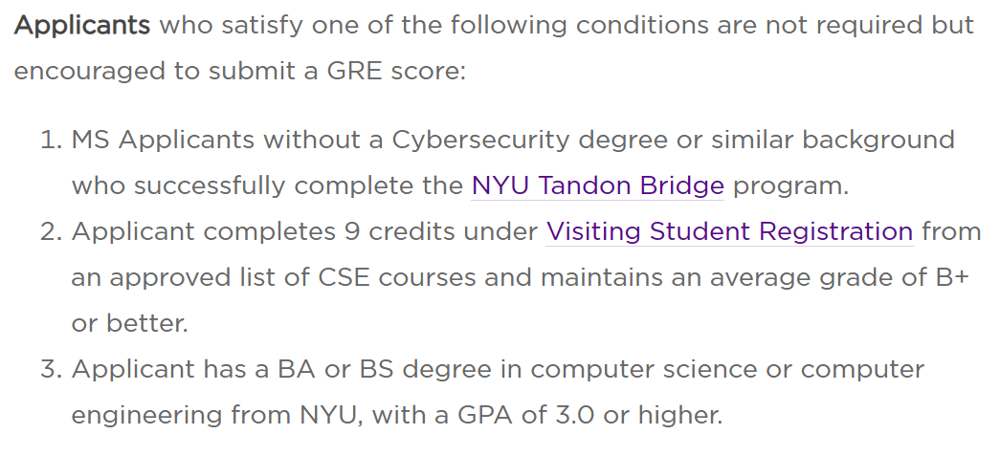 Applicants who satisfy one of the following conditions are not required but
encouraged to submit a GRE score:
1. MS Applicants without a Cybersecurity degree or similar background
who successfully complete the NYU Tandon Bridge program.
2. Applicant completes 9 credits under Visiting Student Registration from
an approved list of CSE courses and maintains an average grade of B+
or better.
3. Applicant has a BA or BS degree in computer science or computer
engineering from NYU, with a GPA of 3.0 or higher.